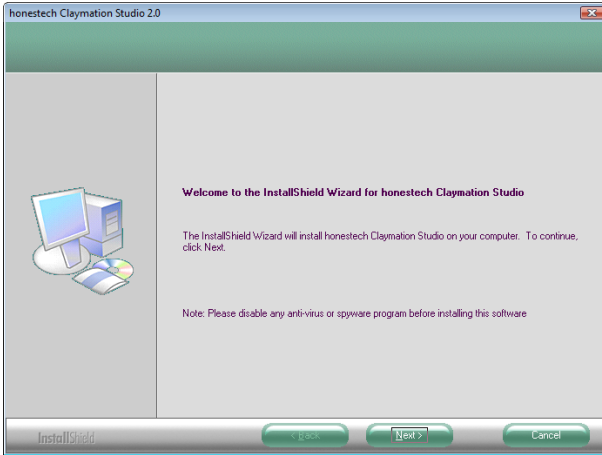 honestech Claymation Studio 2.0
Welcome to the InstallShield Wizard for honestech Claymation Studio
The InstallShield Wizard will install honestech Claymation Studio on your computer. To continue,
click Next.
Note: Please disable any anti-virus or spyware program before installing this software
InstallShield
< Back
Next >
Cancel